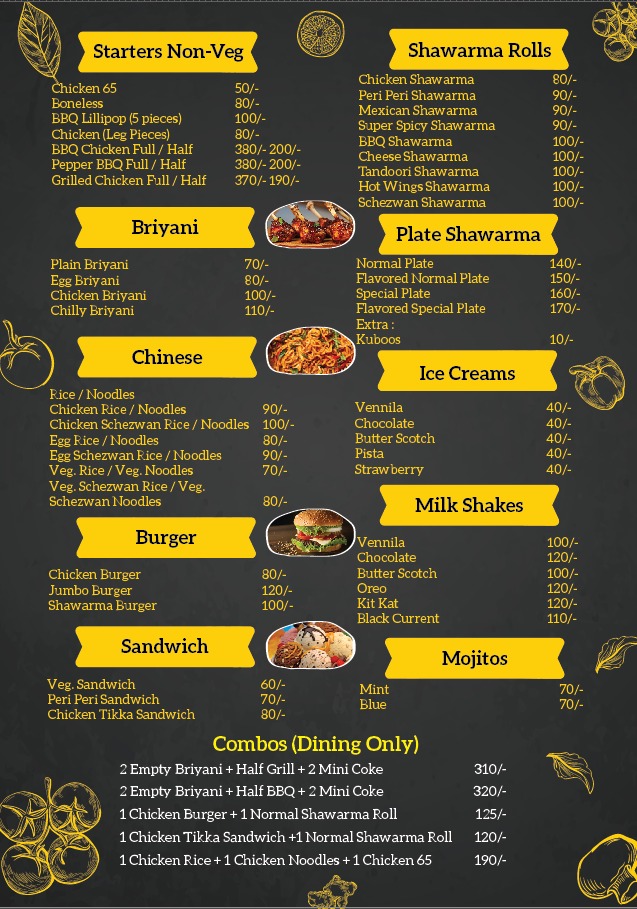 Starters Non-Veg
Chicken 65 50/-
Boneless 80/-
BBQ Lillipop (5 pieces) 100/-
Chicken (Leg Pieces) 80/-
BBQ Chicken Full / Half 380/- 200/-
Pepper BBQ Full / Half 380/- 200/-
Grilled Chicken Full / Half 370/- 190/-
Briyani
Plain Briyani 70/-
Egg Briyani 80/-
Chicken Briyani 100/-
Chilly Briyani 110/-
Chinese
Rice / Noodles
Chicken Rice / Noodles 90/-
Chicken Schezwan Rice / Noodles 100/-
Egg Rice / Noodles 80/-
Egg Schezwan Rice / Noodles 90/-
Veg. Rice / Veg. Noodles 70/-
Veg. Schezwan Rice / Veg.
Schezwan Noodles 80/-
Burger
Chicken Burger 80/-
Jumbo Burger 120/-
Shawarma Burger 100/-
Sandwich
Veg. Sandwich 60/-
Peri Peri Sandwich 70/-
Chicken Tikka Sandwich 80/-
Shawarma Rolls
Chicken Shawarma 80/-
Peri Peri Shawarma 90/-
Mexican Shawarma 90/-
Super Spicy Shawarma 90/-
BBQ Shawarma 100/-
Cheese Shawarma 100/-
Tandoori Shawarma 100/-
Hot Wings Shawarma 100/-
Schezwan Shawarma 100/-
Plate Shawarma
Normal Plate 140/-
Flavored Normal Plate 150/-
Special Plate 160/-
Flavored Special Plate 170/-
Extra :
Kuboos 10/-
Ice Creams
Vennila 40/-
Chocolate 40/-
Butter Scotch 40/-
Pista 40/-
Strawberry 40/-
Milk Shakes
Vennila 100/-
Chocolate 120/-
Butter Scotch 100/-
Oreo 120/-
Kit Kat 120/-
Black Current 110/-
Mojitos
Mint 70/-
Blue 70/-
Combos (Dining Only)
2 Empty Briyani + Half Grill + 2 Mini Coke 310/-
2 Empty Briyani + Half BBQ + 2 Mini Coke 320/-
1 Chicken Burger + 1 Normal Shawarma Roll 125/-
1 Chicken Tikka Sandwich +1 Normal Shawarma Roll 120/-
1 Chicken Rice + 1 Chicken Noodles + 1 Chicken 65 190/-